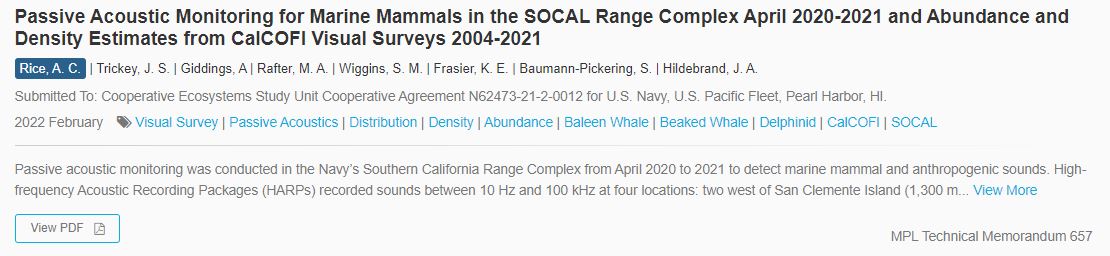 Passive Acoustic Monitoring for Marine Mammals in the SOCAL Range Complex April 2020-2021 and Abundance and
Density Estimates from CalCOFI Visual Surveys 2004-2021
Rice, A. C. | Trickey, J. S. | Giddings, A | Rafter, M. A. | Wiggins, S. M. | Frasier, K. E. | Baumann-Pickering, S. | Hildebrand, J. A.
Submitted To: Cooperative Ecosystems Study Unit Cooperative Agreement N62473-21-2-0012 for U.S. Navy, U.S. Pacific Fleet, Pearl Harbor, HI.
2022 February Visual Survey | Passive Acoustics | Distribution | Density | Abundance | Baleen Whale | Beaked Whale | Delphinid | CalCOFI | SOCAL
Passive acoustic monitoring was conducted in the Navy's Southern California Range Complex from April 2020 to 2021 to detect marine mammal and anthropogenic sounds. High-
frequency Acoustic Recording Packages (HARPs) recorded sounds between 10 Hz and 100 kHz at four locations: two west of San Clemente Island (1,300 m... View More
View PDF
MPL Technical Memorandum 657